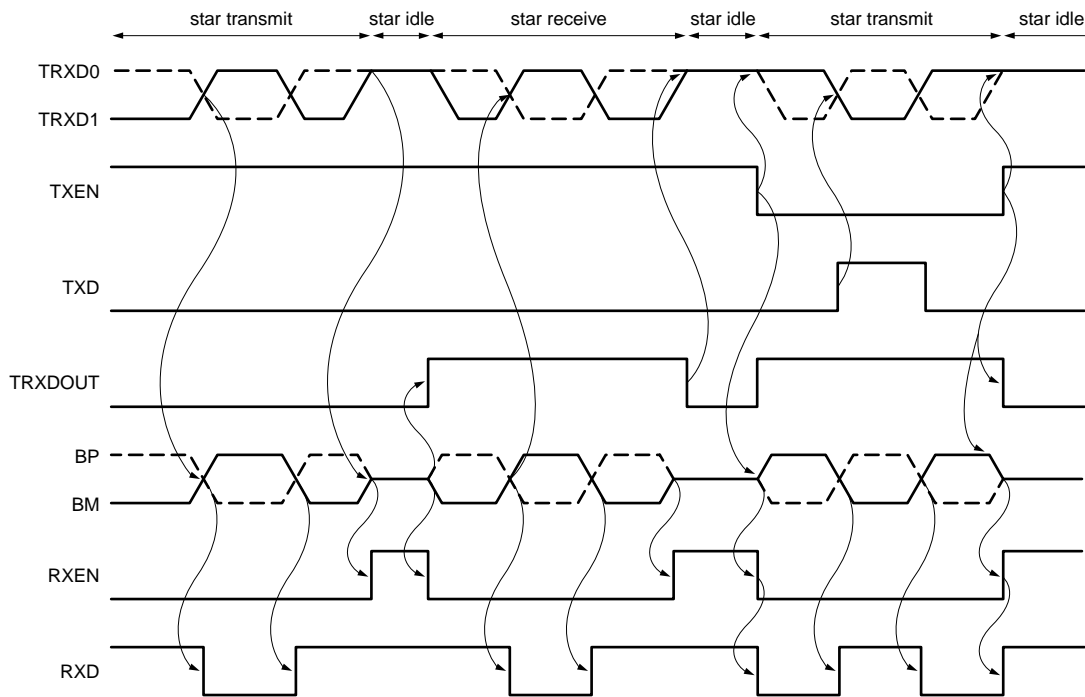 star transmit star idle star receive star idle star transmit star idle
TRXD0
TRXD1
TXEN
TXD
TRXDOUT
BP
BM
RXEN
RXD